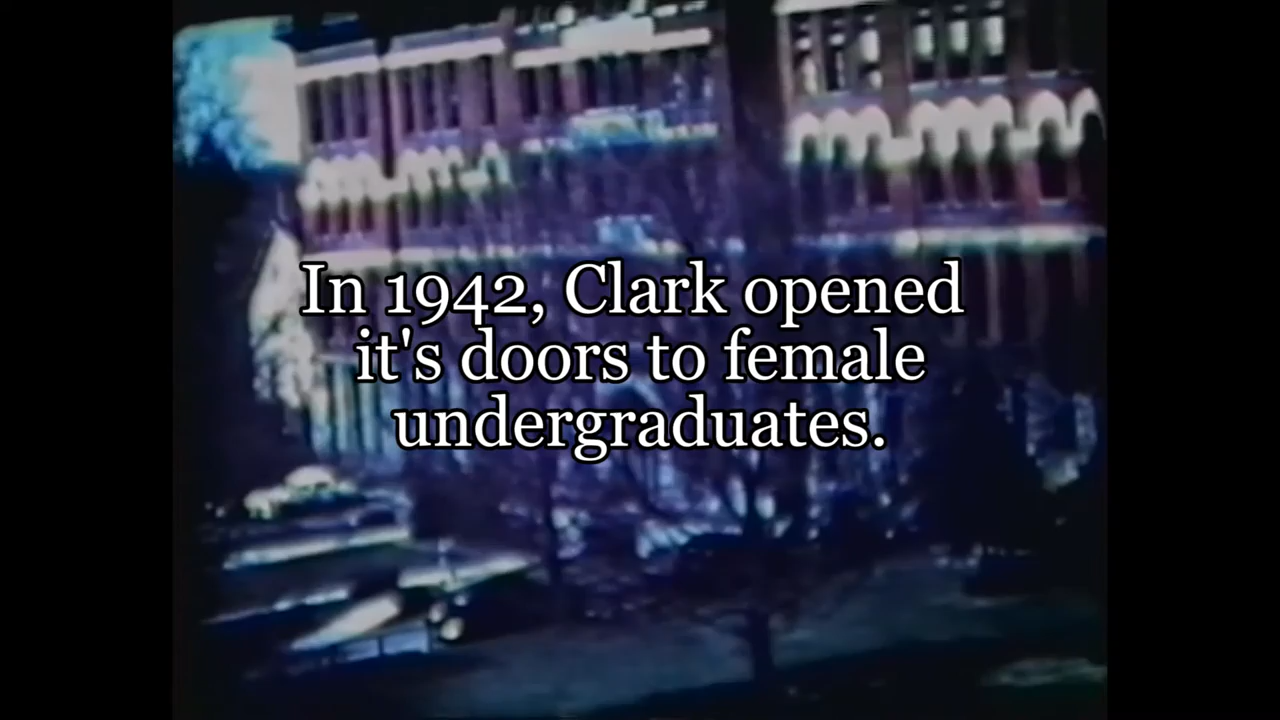 In 1942, Clark opened
it's doors to female
undergraduates.